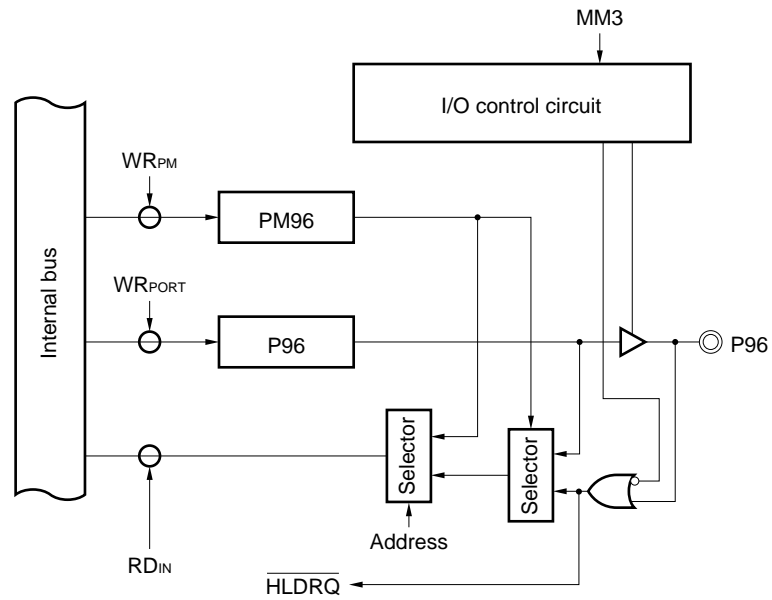 MM3
I/O control circuit
WRPM
PM96
Internal bus
WRPORT
P96
P96
Selector
Selector
Address
RDIN
HLDRQ